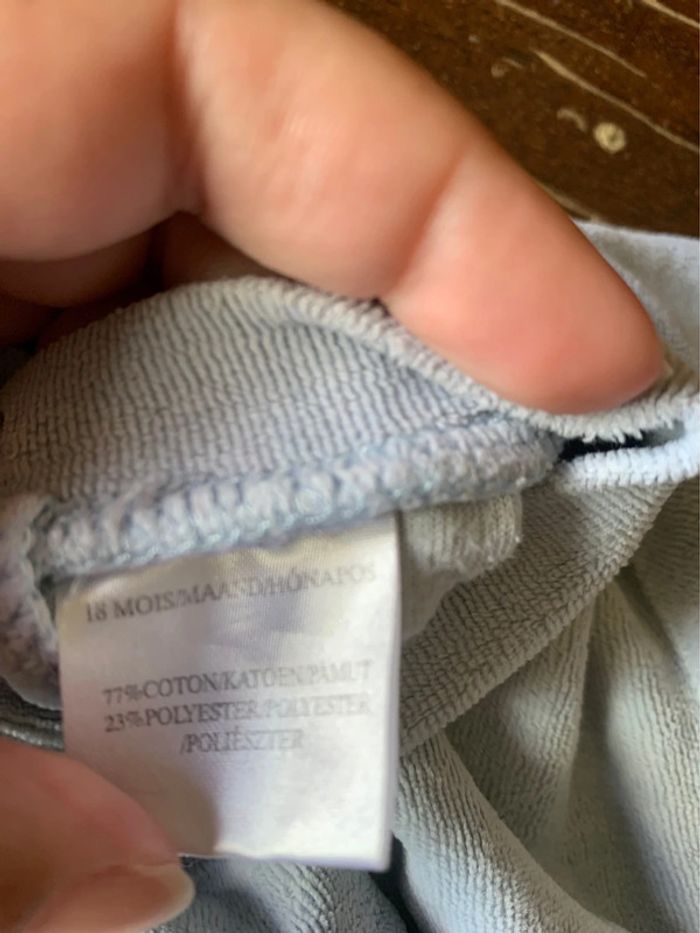 18 MOIS/MAAND/HÓNAPOS
77%COTON/KATOEN/PAMUT
23%POLYESTER/POLYESTER
/POLIÉSZTER